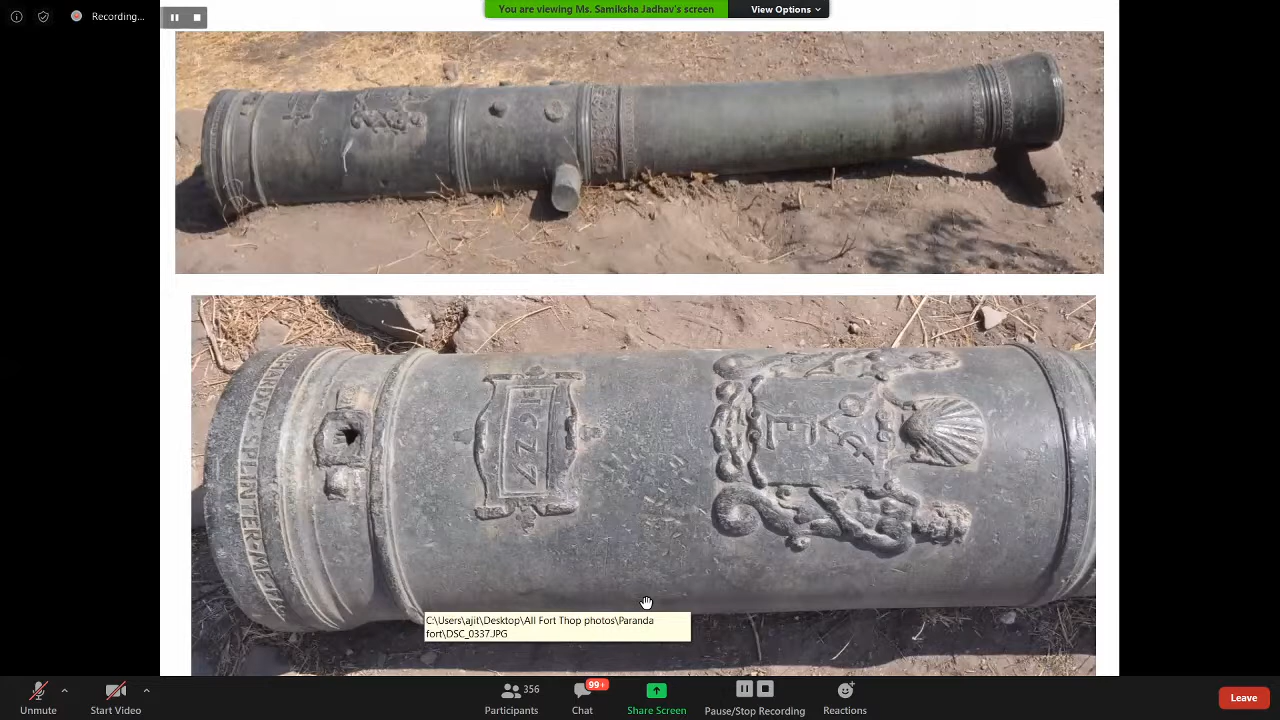 Recording...
You are viewing Ms. Samiksha Jadhav's screen
View Options
1627
C:\Users\ajit\Desktop\All Fort Thop photos\Paranda
fort\DSC_0337.JPG
Unmute
Start Video
356
Participants
99+
Chat
Share Screen
Pause/Stop Recording
Reactions
Leave